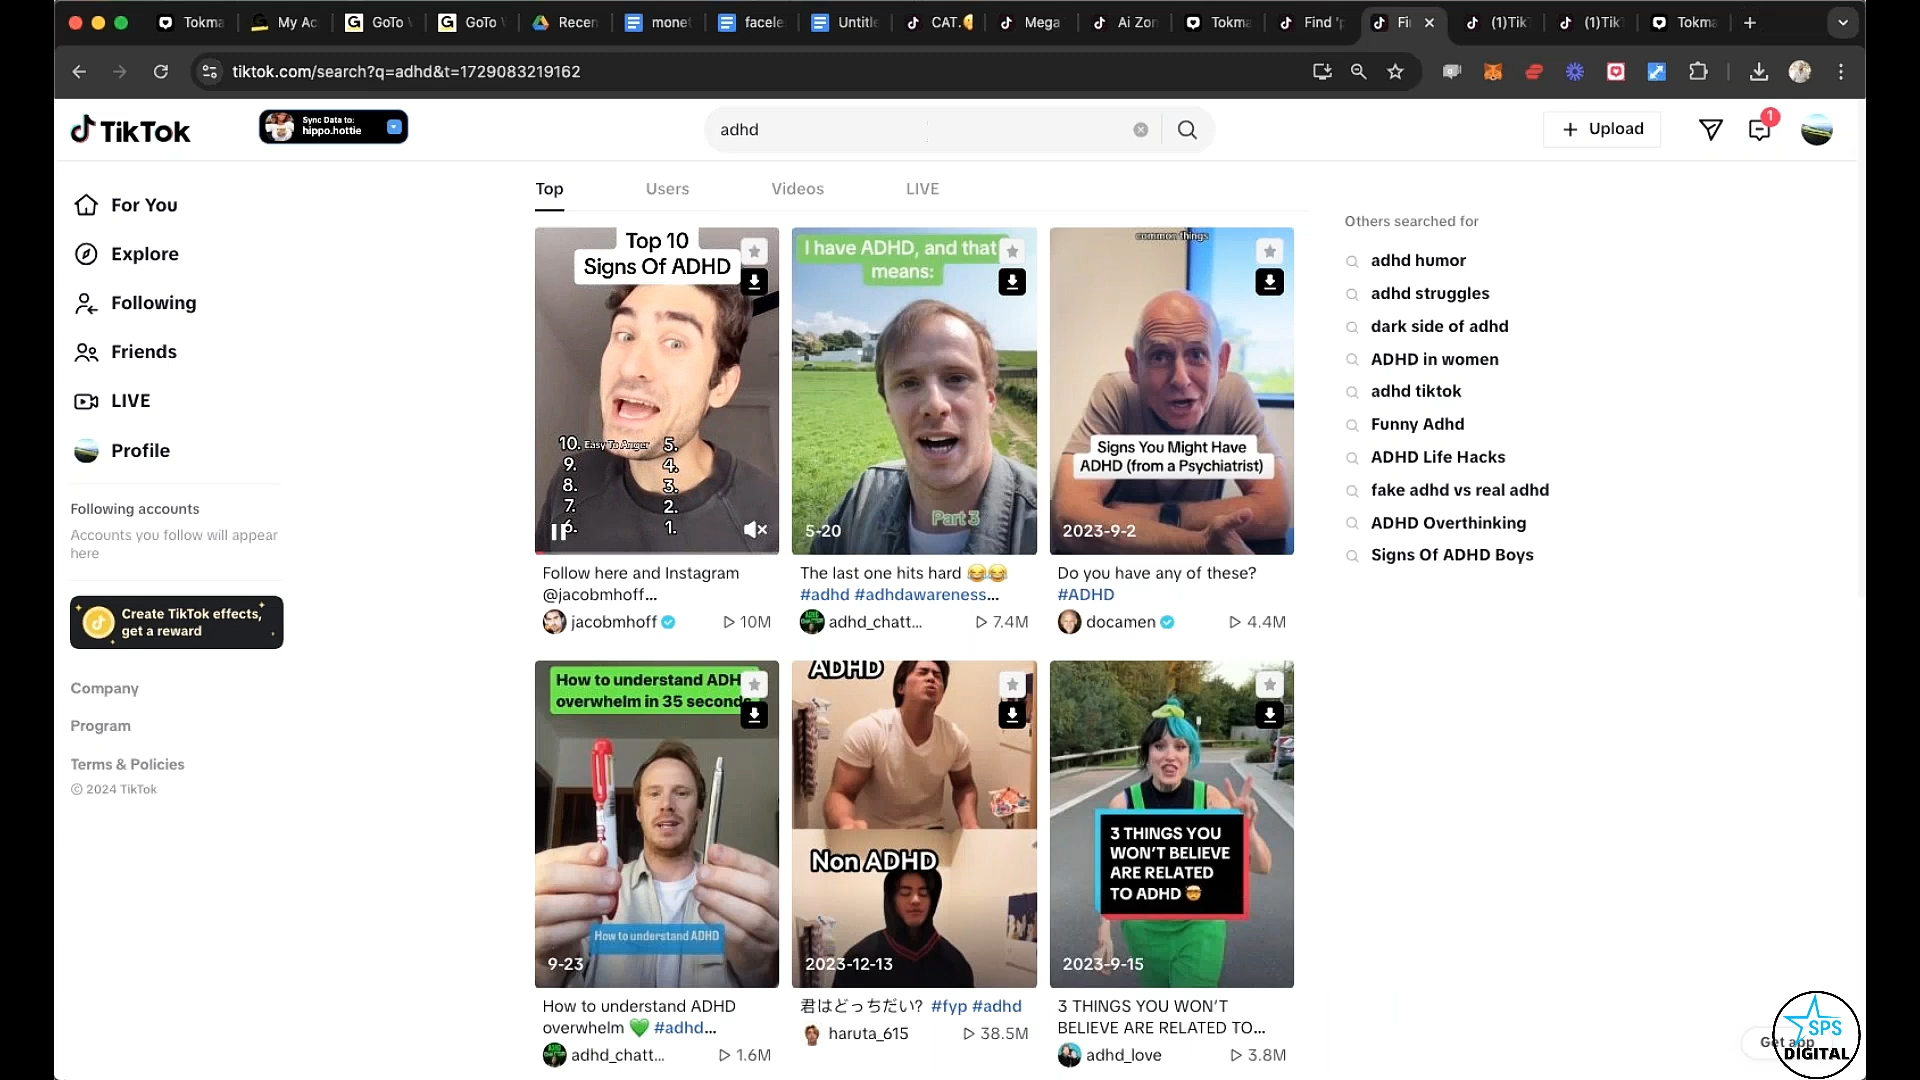 Tokma
My Ac
GoTo
GoTo
Recen
monet
facele
Untitle
CAT.
Mega
Ai Zon
Tokma
Find 'p
Fi
(1)TikT
(1)Tik
Tokma
tiktok.com/search?q=adhd&t=1729083219162
TikTok
Sync Data to:
hippo.hottie
adhd
Upload
1
For You
Explore
Following
Friends
LIVE
Profile
Following accounts
Accounts you follow will appear
here
Create TikTok effects,
get a reward
Company
Program
Terms & Policies
© 2024 TikTok
Top
Users
Videos
LIVE
Top 10
Signs Of ADHD
10. Easy To Anger
9.
8.
7.
6.
5.
4.
3.
2.
1.
Follow here and Instagram
@jacobmhoff...
jacobmhoff
10M
I have ADHD, and that
means:
Part 3
5-20
The last one hits hard 😂😂
#adhd #adhdawareness...
adhd_chatt...
7.4M
common things
Signs You Might Have
ADHD (from a Psychiatrist)
2023-9-2
Do you have any of these?
#ADHD
docamen
4.4M
How to understand ADH
overwhelm in 35 seconds
How to understand ADHD
9-23
How to understand ADHD
overwhelm 💚 #adhd...
adhd_chatt...
1.6M
ADHD
Non ADHD
2023-12-13
君はどっちだい? #fyp #adhd
haruta_615
38.5M
3 THINGS YOU
WON'T BELIEVE
ARE RELATED
TO ADHD 🤯
2023-9-15
3 THINGS YOU WON'T
BELIEVE ARE RELATED TO...
adhd_love
3.8M
Others searched for
adhd humor
adhd struggles
dark side of adhd
ADHD in women
adhd tiktok
Funny Adhd
ADHD Life Hacks
fake adhd vs real adhd
ADHD Overthinking
Signs Of ADHD Boys
Get app
SPS
DIGITAL